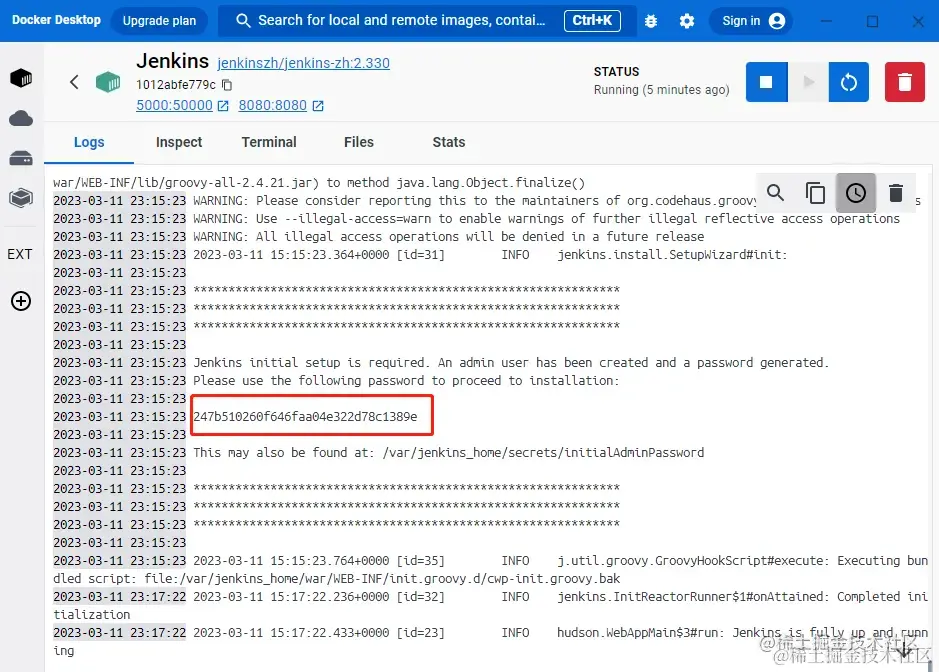 Docker Desktop Upgrade plan Search for local and remote images, contai... Ctrl+K Sign in
Jenkins jenkinszh/jenkins-zh:2.330
1012abfe779c
5000:50000 8080:8080
STATUS
Running (5 minutes ago)
Logs Inspect Terminal Files Stats
EXT
war/WEB-INF/lib/groovy-all-2.4.21.jar) to method java.lang.Object.finalize()
2023-03-11 23:15:23 WARNING: Please consider reporting this to the maintainers of org.codehaus.groovy
2023-03-11 23:15:23 WARNING: Use --illegal-access=warn to enable warnings of further illegal reflective access operations
2023-03-11 23:15:23 WARNING: All illegal access operations will be denied in a future release
2023-03-11 23:15:23 2023-03-11 15:15:23.364+0000 [id=31] INFO jenkins.install.SetupWizard#init:
2023-03-11 23:15:23
2023-03-11 23:15:23 *************************************************************
2023-03-11 23:15:23 *************************************************************
2023-03-11 23:15:23 *************************************************************
2023-03-11 23:15:23
2023-03-11 23:15:23 Jenkins initial setup is required. An admin user has been created and a password generated.
2023-03-11 23:15:23 Please use the following password to proceed to installation:
2023-03-11 23:15:23
2023-03-11 23:15:23 247b510260f646faa04e322d78c1389e
2023-03-11 23:15:23
2023-03-11 23:15:23 This may also be found at: /var/jenkins_home/secrets/initialAdminPassword
2023-03-11 23:15:23
2023-03-11 23:15:23 *************************************************************
2023-03-11 23:15:23 *************************************************************
2023-03-11 23:15:23 *************************************************************
2023-03-11 23:15:23
2023-03-11 23:15:23 2023-03-11 15:15:23.764+0000 [id=35] INFO j.util.groovy.GroovyHookScript#execute: Executing bun
dled script: file:/var/jenkins_home/war/WEB-INF/init.groovy.d/cwp-init.groovy.bak
2023-03-11 23:17:22 2023-03-11 15:17:22.236+0000 [id=32] INFO jenkins.InitReactorRunner$1#onAttained: Completed ini
tialization
2023-03-11 23:17:22 2023-03-11 15:17:22.433+0000 [id=23] INFO hudson.WebAppMain$3#run: Jenkins is fully up and runn
ing
@稀土掘金技术社区
@稀土掘金技术社区